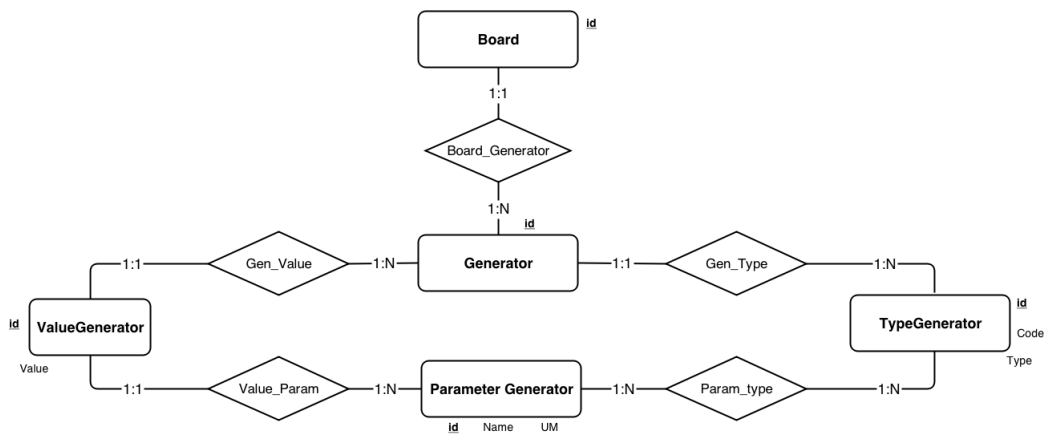 Board
id
1:1
Board_Generator
1:N
id
1:1
Gen_Value
1:N
Generator
1:1
Gen_Type
1:N
id
ValueGenerator
Value
TypeGenerator
id
Code
Type
1:1
Value_Param
1:N
Parameter Generator
1:N
Param_type
1:N
id Name UM